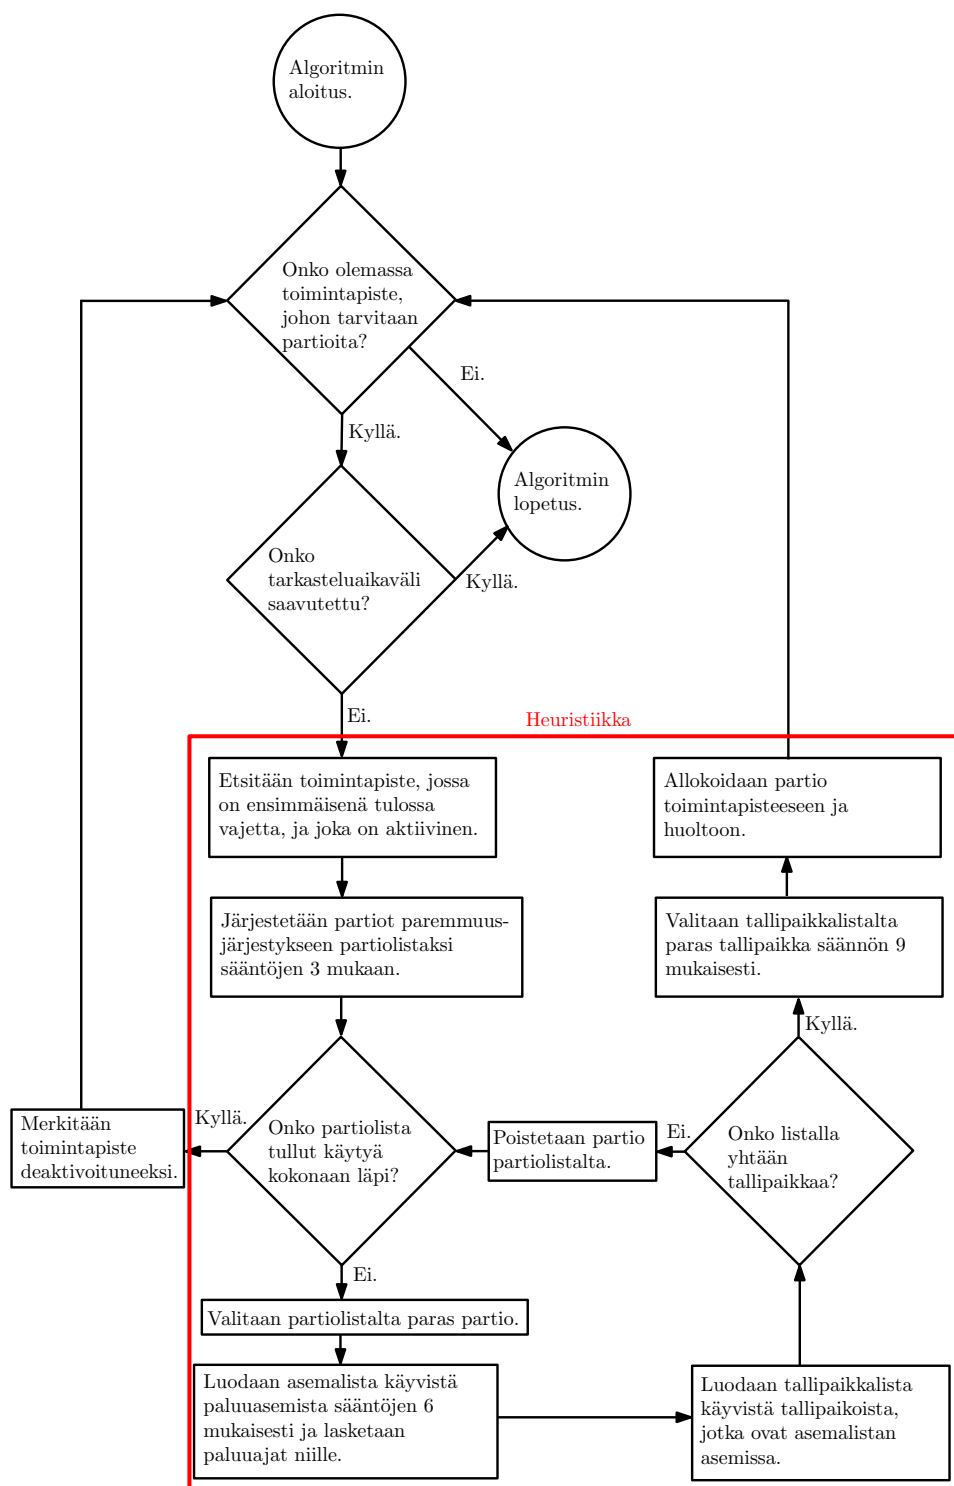 Algoritmin
aloitus.
Onko olemassa
toimintapiste,
johon tarvitaan
partioita?
Ei.
Kyllä.
Algoritmin
lopetus.
Onko
tarkasteluaikaväli
saavutettu?
Kyllä.
Ei.
Heuristiikka
Etsitään toimintapiste, jossa
on ensimmäisenä tulossa
vajetta, ja joka on aktiivinen.
Allokoidaan partio
toimintapisteeseen ja
huoltoon.
Järjestetään partiot paremmuus-
järjestykseen partiolistaksi
sääntöjen 3 mukaan.
Valitaan tallipaikkalistalta
paras tallipaikka säännön 9
mukaisesti.
Kyllä.
Merkitään
toimintapiste
deaktivoituneeksi.
Kyllä.
Onko partiolista
tullut käytyä
kokonaan läpi?
Poistetaan partio
partiolistalta.
Ei.
Onko listalla
yhtään
tallipaikkaa?
Ei.
Valitaan partiolistalta paras partio.
Luodaan asemalista käyvistä
paluuasemista sääntöjen 6
mukaisesti ja lasketaan
paluuajat niille.
Luodaan tallipaikkalista
käyvistä tallipaikoista,
jotka ovat asemalistan
asemissa.